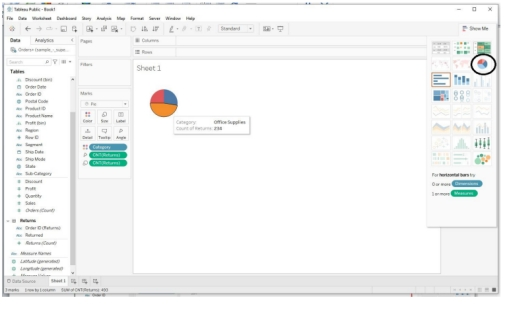 Tableau Public - Book1
File Data Worksheet Dashboard Story Analysis Map Format Server Window Help
Standard
Show Me
Data Analytics
Pages
Columns
Rows
Orders+ (sample_-_supe...
Search
Tables
Discount (bin)
Order Date
Order ID
Postal Code
Product ID
Product Name
Profit (bin)
Region
Row ID
Segment
Ship Date
Ship Mode
State
Sub-Category
Discount
Profit
Quantity
Sales
Orders (Count)
Returns
Order ID (Returns)
Returned
Returns (Count)
Measure Names
Latitude (generated)
Longitude (generated)
Measure Values
Filters
Marks
Pie
Color Size Label
Detail Tooltip Angle
Category
CNT(Returns)
CNT(Returns)
Sheet 1
Category: Office Supplies
Count of Returns: 238
For horizontal bars try
0 or more Dimensions
1 or more Measures
Data Source Sheet 1
3 marks 1 row by 1 column